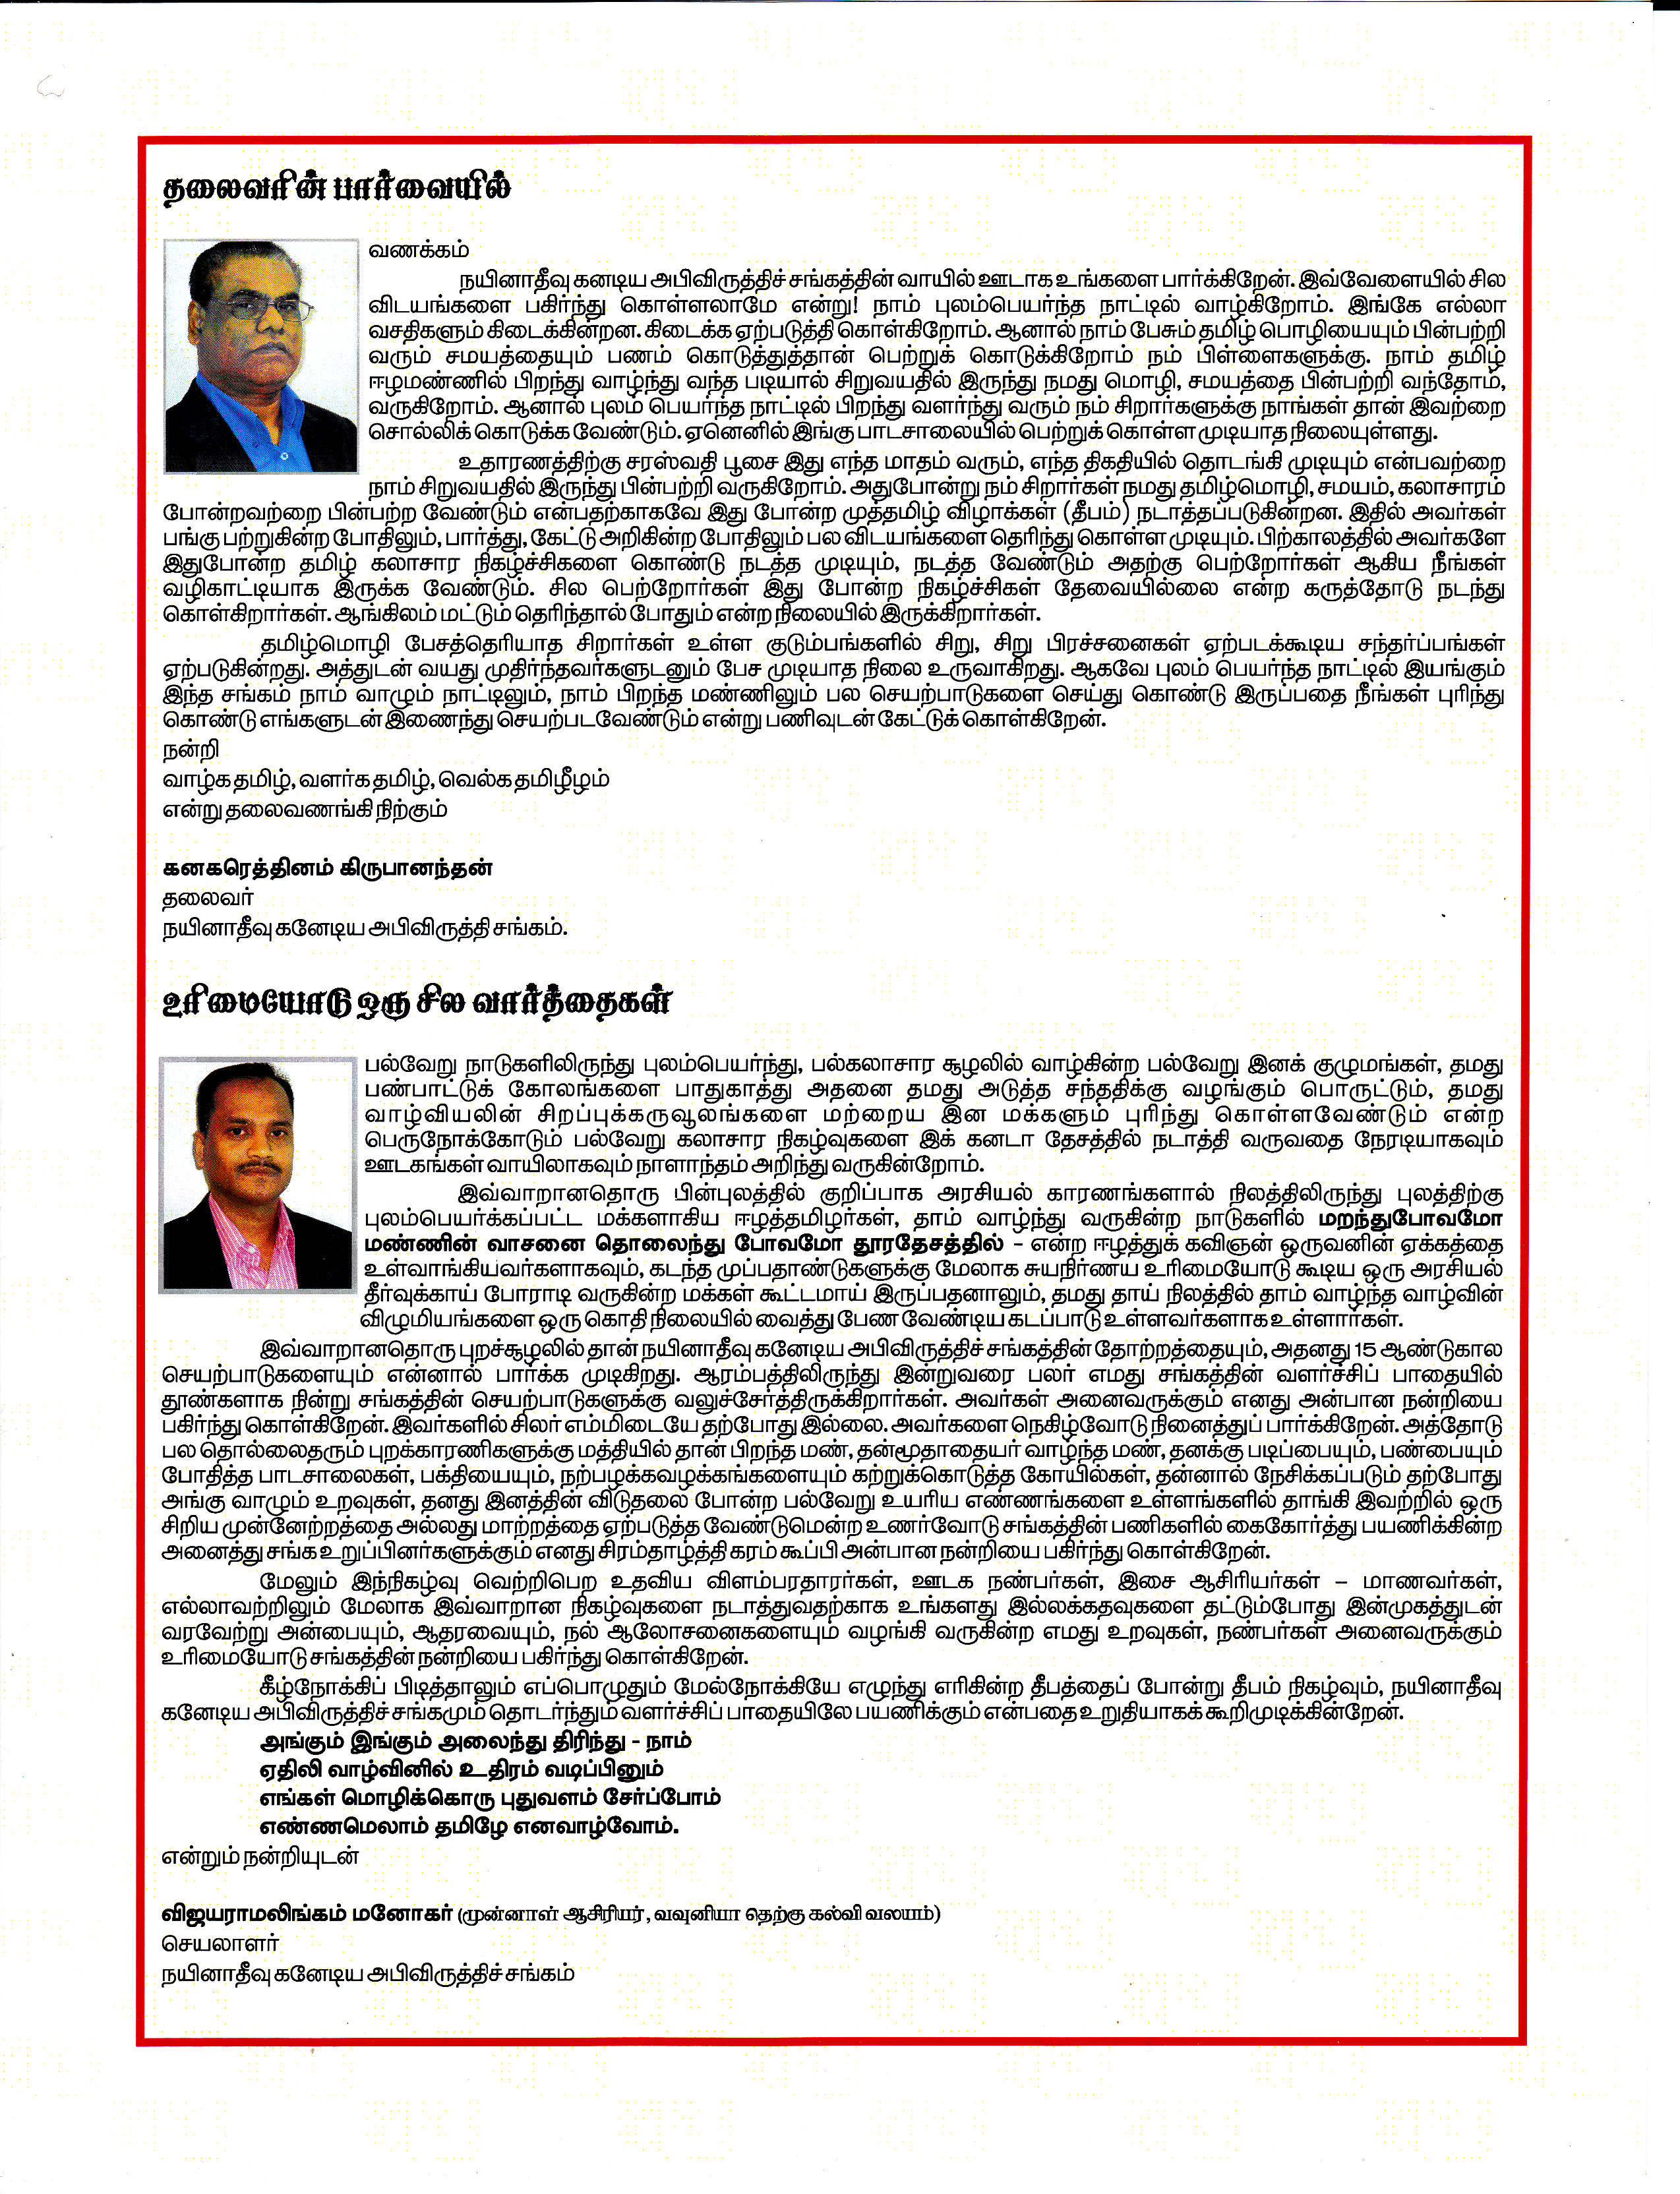 தலைவரின் பார்வையில்
வணக்கம்
நயினாதீவு கனடிய அபிவிருத்திச் சங்கத்தின் வாயில் ஊடாக உங்களை பார்க்கிறேன். இவ்வேளையில் சில
விடயங்களை பகிர்ந்து கொள்ளலாமே என்று! நாம் புலம்பெயர்ந்த நாட்டில் வாழ்கிறோம். இங்கே எல்லா
வசதிகளும் கிடைக்கின்றன. கிடைக்க ஏற்படுத்தி கொள்கிறோம். ஆனால் நாம் பேசும் தமிழ் பொழியையும் பின்பற்றி
வரும் சமயத்தையும் பணம் கொடுத்துத்தான் பெற்றுக் கொடுக்கிறோம் நம் பிள்ளைகளுக்கு. நாம் தமிழ்
ஈழமண்ணில் பிறந்து வாழ்ந்து வந்த படியால் சிறுவயதில் இருந்து நமது மொழி, சமயத்தை பின்பற்றி வந்தோம்,
வருகிறோம். ஆனால் புலம் பெயர்ந்த நாட்டில் பிறந்து வளர்ந்து வரும் நம் சிறார்களுக்கு நாங்கள் தான் இவற்றை
சொல்லிக் கொடுக்க வேண்டும். ஏனெனில் இங்கு பாடசாலையில் பெற்றுக் கொள்ள முடியாத நிலையுள்ளது.
உதாரணத்திற்கு சரஸ்வதி பூசை இது எந்த மாதம் வரும், எந்த திகதியில் தொடங்கி முடியும் என்பவற்றை
நாம் சிறுவயதில் இருந்து பின்பற்றி வருகிறோம். அதுபோன்று நம் சிறார்கள் நமது தமிழ்மொழி, சமயம், கலாசாரம்
போன்றவற்றை பின்பற்ற வேண்டும் என்பதற்காகவே இது போன்ற முத்தமிழ் விழாக்கள் (தீபம்) நடாத்தப்படுகின்றன. இதில் அவர்கள்
பங்கு பற்றுகின்ற போதிலும், பார்த்து, கேட்டு அறிகின்ற போதிலும் பல விடயங்களை தெரிந்து கொள்ள முடியும். பிற்காலத்தில் அவர்களே
இதுபோன்ற தமிழ் கலாசார நிகழ்ச்சிகளை கொண்டு நடத்த முடியும், நடத்த வேண்டும் அதற்கு பெற்றோர்கள் ஆகிய நீங்கள்
வழிகாட்டியாக இருக்க வேண்டும். சில பெற்றோர்கள் இது போன்ற நிகழ்ச்சிகள் தேவையில்லை என்ற கருத்தோடு நடந்து
கொள்கிறார்கள். ஆங்கிலம் மட்டும் தெரிந்தால் போதும் என்ற நிலையில் இருக்கிறார்கள்.
தமிழ்மொழி பேசத்தெரியாத சிறார்கள் உள்ள குடும்பங்களில் சிறு, சிறு பிரச்சனைகள் ஏற்படக்கூடிய சந்தர்ப்பங்கள்
ஏற்படுகின்றது. அத்துடன் வயது முதிர்ந்தவர்களுடனும் பேச முடியாத நிலை உருவாகிறது. ஆகவே புலம் பெயர்ந்த நாட்டில் இயங்கும்
இந்த சங்கம் நாம் வாழும் நாட்டிலும், நாம் பிறந்த மண்ணிலும் பல செயற்பாடுகளை செய்து கொண்டு இருப்பதை நீங்கள் புரிந்து
கொண்டு எங்களுடன் இணைந்து செயற்படவேண்டும் என்று பணிவுடன் கேட்டுக் கொள்கிறேன்.
நன்றி
வாழ்க தமிழ், வளர்க தமிழ், வெல்க தமிழீழம்
என்று தலைவணங்கி நிற்கும்
கனகரெத்தினம் கிருபானந்தன்
தலைவர்
நயினாதீவு கனேடிய அபிவிருத்தி சங்கம்.
உரிமையோடு ஒரு சில வார்த்தைகள்
பல்வேறு நாடுகளிலிருந்து புலம்பெயர்ந்து, பல்கலாசார சூழலில் வாழ்கின்ற பல்வேறு இனக் குழுமங்கள், தமது
பண்பாட்டுக் கோலங்களை பாதுகாத்து அதனை தமது அடுத்த சந்ததிக்கு வழங்கும் பொருட்டும், தமது
வாழ்வியலின் சிறப்புக்கருவூலங்களை மற்றைய இன மக்களும் புரிந்து கொள்ளவேண்டும் என்ற
பெருநோக்கோடும் பல்வேறு கலாசார நிகழ்வுகளை இக் கனடா தேசத்தில் நடாத்தி வருவதை நேரடியாகவும்
ஊடகங்கள் வாயிலாகவும் நாளாந்தம் அறிந்து வருகின்றோம்.
இவ்வாறானதொரு பின்புலத்தில் குறிப்பாக அரசியல் காரணங்களால் நிலத்திலிருந்து புலத்திற்கு
புலம்பெயர்க்கப்பட்ட மக்களாகிய ஈழத்தமிழர்கள், தாம் வாழ்ந்து வருகின்ற நாடுகளில் மறந்துபோவமோ
மண்ணின் வாசனை தொலைந்து போவமோ தூரதேசத்தில் - என்ற ஈழத்துக் கவிஞன் ஒருவனின் ஏக்கத்தை
உள்வாங்கியவர்களாகவும், கடந்த முப்பதாண்டுகளுக்கு மேலாக சுயநிர்ணய உரிமையோடு கூடிய ஒரு அரசியல்
தீர்வுக்காய் போராடி வருகின்ற மக்கள் கூட்டமாய் இருப்பதனாலும், தமது தாய் நிலத்தில் தாம் வாழ்ந்த வாழ்வின்
விழுமியங்களை ஒரு கொதி நிலையில் வைத்து பேண வேண்டிய கடப்பாடு உள்ளவர்களாக உள்ளார்கள்.
இவ்வாறானதொரு புறச்சூழலில் தான் நயினாதீவு கனேடிய அபிவிருத்திச் சங்கத்தின் தோற்றத்தையும், அதனது 15 ஆண்டுகால
செயற்பாடுகளையும் என்னால் பார்க்க முடிகிறது. ஆரம்பத்திலிருந்து இன்றுவரை பலர் எமது சங்கத்தின் வளர்ச்சிப் பாதையில்
தூண்களாக நின்று சங்கத்தின் செயற்பாடுகளுக்கு வலுச்சேர்த்திருக்கிறார்கள். அவர்கள் அனைவருக்கும் எனது அன்பான நன்றியை
பகிர்ந்து கொள்கிறேன். இவர்களில் சிலர் எம்மிடையே தற்போது இல்லை. அவர்களை நெகிழ்வோடு நினைத்துப் பார்க்கிறேன். அத்தோடு
பல தொல்லைதரும் புறக்காரணிகளுக்கு மத்தியில் தான் பிறந்த மண், தன்மூதாதையர் வாழ்ந்த மண், தனக்கு படிப்பையும், பண்பையும்
போதித்த பாடசாலைகள், பக்தியையும், நற்பழக்கவழக்கங்களையும் கற்றுக்கொடுத்த கோயில்கள், தன்னால் நேசிக்கப்படும் தற்போது
அங்கு வாழும் உறவுகள், தனது இனத்தின் விடுதலை போன்ற பல்வேறு உயரிய எண்ணங்களை உள்ளங்களில் தாங்கி இவற்றில் ஒரு
சிறிய முன்னேற்றத்தை அல்லது மாற்றத்தை ஏற்படுத்த வேண்டுமென்ற உணர்வோடு சங்கத்தின் பணிகளில் கைகோர்த்து பயணிக்கின்ற
அனைத்து சங்க உறுப்பினர்களுக்கும் எனது சிரம்தாழ்த்தி கரம் கூப்பி அன்பான நன்றியை பகிர்ந்து கொள்கிறேன்.
மேலும் இந்நிகழ்வு வெற்றிபெற உதவிய விளம்பரதாரர்கள், ஊடக நண்பர்கள், இசை ஆசிரியர்கள் – மாணவர்கள்,
எல்லாவற்றிலும் மேலாக இவ்வாறான நிகழ்வுகளை நடாத்துவதற்காக உங்களது இல்லக்கதவுகளை தட்டும்போது இன்முகத்துடன்
வரவேற்று அன்பையும், ஆதரவையும், நல் ஆலோசனைகளையும் வழங்கி வருகின்ற எமது உறவுகள், நண்பர்கள் அனைவருக்கும்
உரிமையோடு சங்கத்தின் நன்றியை பகிர்ந்து கொள்கிறேன்.
கீழ்நோக்கிப் பிடித்தாலும் எப்பொழுதும் மேல்நோக்கியே எழுந்து எரிகின்ற தீபத்தைப் போன்று தீபம் நிகழ்வும், நயினாதீவு
கனேடிய அபிவிருத்திச் சங்கமும் தொடர்ந்தும் வளர்ச்சிப் பாதையிலே பயணிக்கும் என்பதை உறுதியாகக் கூறிமுடிக்கின்றேன்.
அங்கும் இங்கும் அலைந்து திரிந்து - நாம்
ஏதிலி வாழ்வினில் உதிரம் வடிப்பினும்
எங்கள் மொழிக்கொரு புதுவளம் சேர்ப்போம்
எண்ணமெலாம் தமிழே எனவாழ்வோம்.
என்றும் நன்றியுடன்
விஜயராமலிங்கம் மனோகர் (முன்னாள் ஆசிரியர், வவுனியா தெற்கு கல்வி வலயம்)
செயலாளர்
நயினாதீவு கனேடிய அபிவிருத்திச் சங்கம்